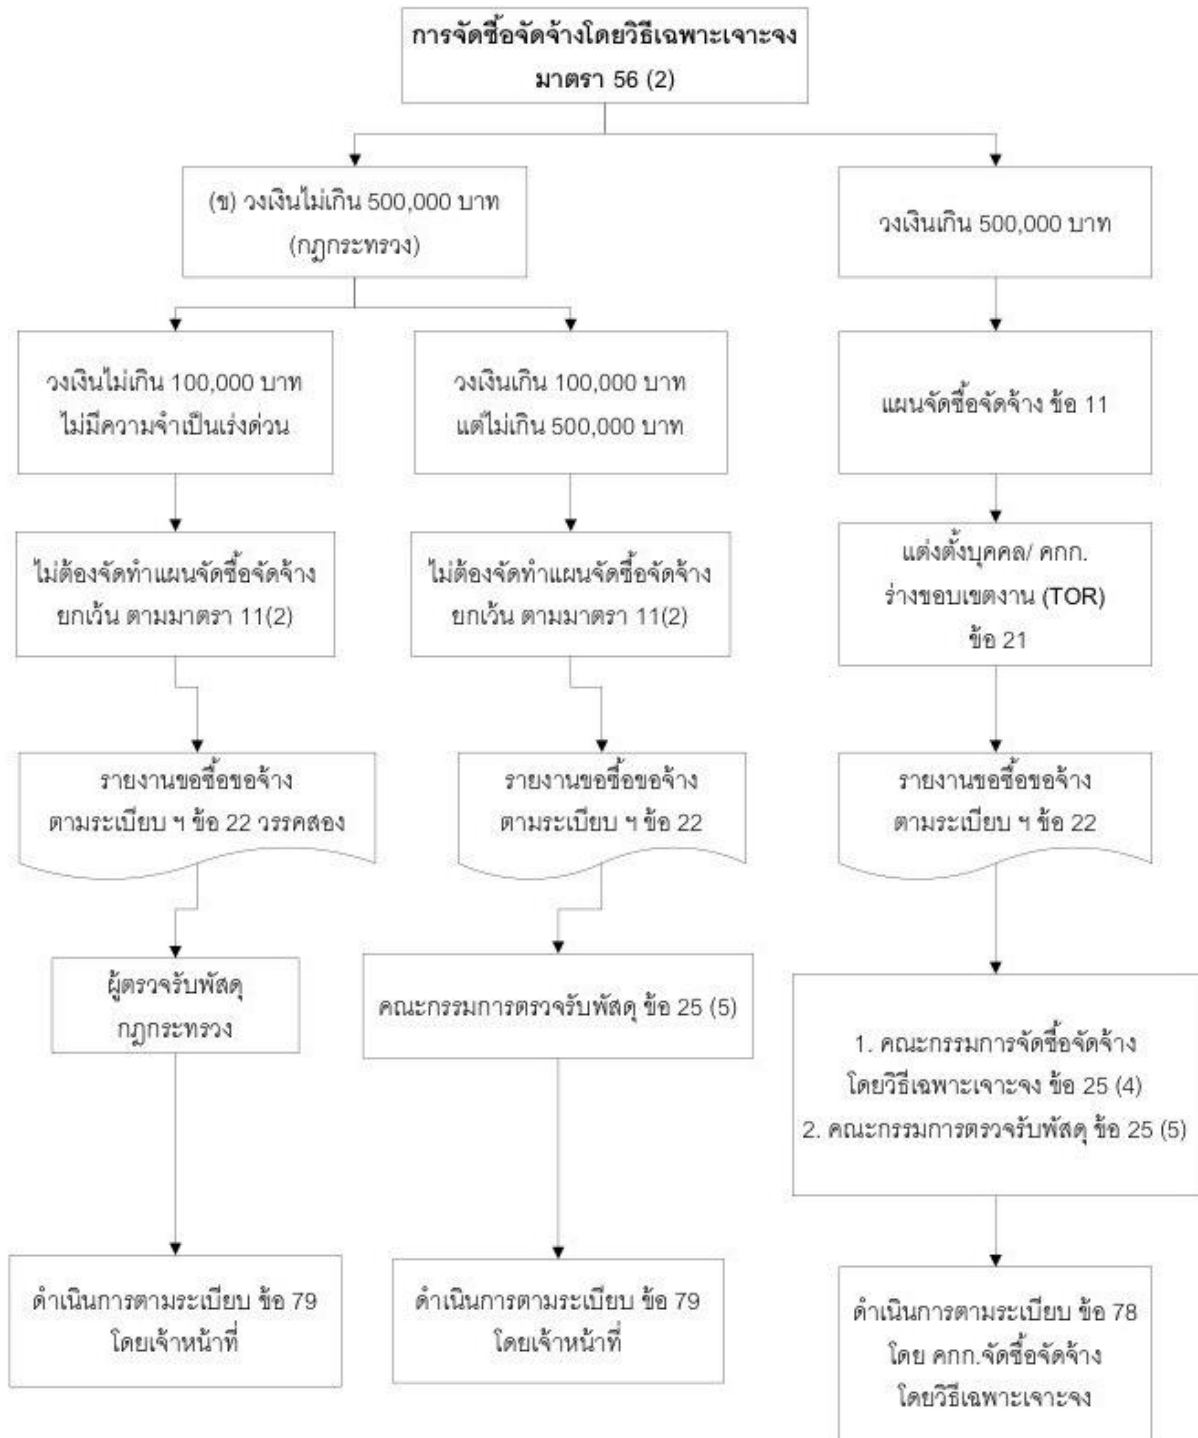 การจัดซื้อจัดจ้างโดยวิธีเฉพาะเจาะจง
มาตรา 56 (2)
(ข) วงเงินไม่เกิน 500,000 บาท
(กฎกระทรวง)
วงเงินเกิน 500,000 บาท
วงเงินไม่เกิน 100,000 บาท
ไม่มีความจำเป็นเร่งด่วน
วงเงินเกิน 100,000 บาท
แต่ไม่เกิน 500,000 บาท
แผนจัดซื้อจัดจ้าง ข้อ 11
ไม่ต้องจัดทำแผนจัดซื้อจัดจ้าง
ยกเว้น ตามมาตรา 11(2)
ไม่ต้องจัดทำแผนจัดซื้อจัดจ้าง
ยกเว้น ตามมาตรา 11(2)
แต่งตั้งบุคคล/ คกก.
ร่างขอบเขตงาน (TOR)
ข้อ 21
รายงานขอซื้อขอจ้าง
ตามระเบียบ ฯ ข้อ 22 วรรคสอง
รายงานขอซื้อขอจ้าง
ตามระเบียบ ฯ ข้อ 22
รายงานขอซื้อขอจ้าง
ตามระเบียบ ฯ ข้อ 22
ผู้ตรวจรับพัสดุ
กฎกระทรวง
คณะกรรมการตรวจรับพัสดุ ข้อ 25 (5)
1. คณะกรรมการจัดซื้อจัดจ้าง
โดยวิธีเฉพาะเจาะจง ข้อ 25 (4)
2. คณะกรรมการตรวจรับพัสดุ ข้อ 25 (5)
ดำเนินการตามระเบียบ ข้อ 79
โดยเจ้าหน้าที่
ดำเนินการตามระเบียบ ข้อ 79
โดยเจ้าหน้าที่
ดำเนินการตามระเบียบ ข้อ 78
โดย คกก.จัดซื้อจัดจ้าง
โดยวิธีเฉพาะเจาะจง